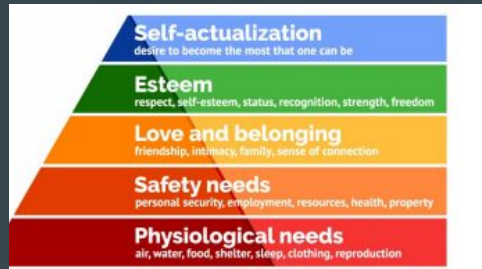 Self-actualization
desire to become the most that one can be
Esteem
respect, self-esteem, status, recognition, strength, freedom
Love and belonging
friendship, intimacy, family, sense of connection
Safety needs
personal security, employment, resources, health, property
Physiological needs
air, water, food, shelter, sleep, clothing, reproduction